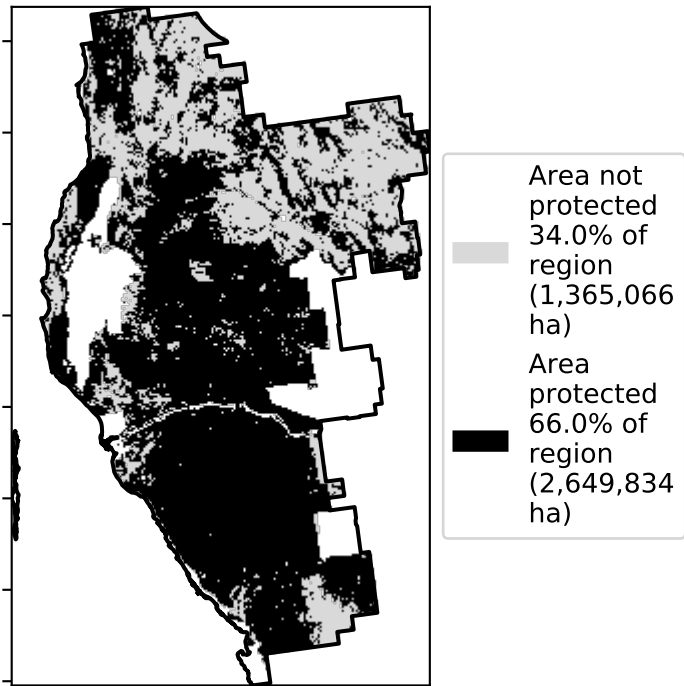 Area not
protected
34.0% of
region
(1,365,066
ha)
Area
protected
66.0% of
region
(2,649,834
ha)